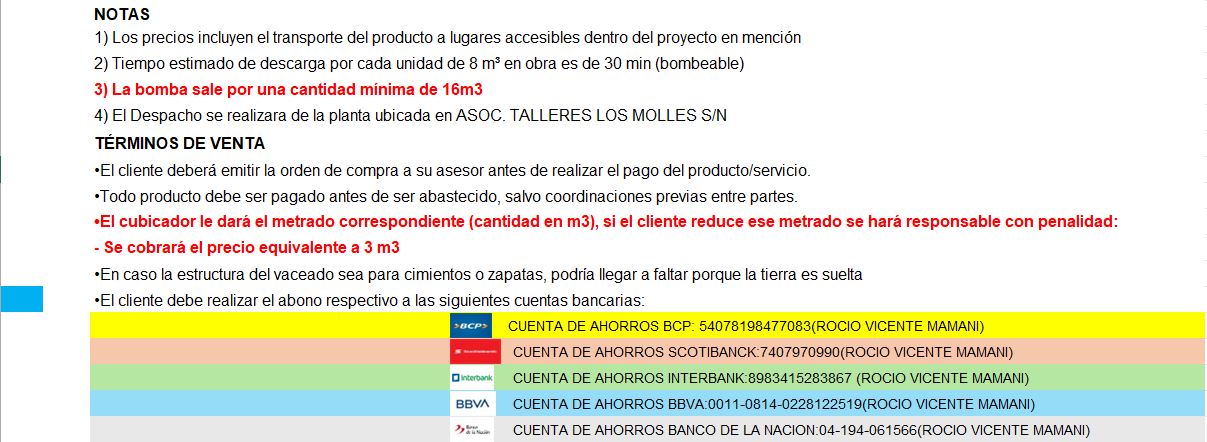 NOTAS
1) Los precios incluyen el transporte del producto a lugares accesibles dentro del proyecto en mención
2) Tiempo estimado de descarga por cada unidad de 8 m³ en obra es de 30 min (bombeable)
3) La bomba sale por una cantidad mínima de 16m3
4) El Despacho se realizara de la planta ubicada en ASOC. TALLERES LOS MOLLES S/N
TÉRMINOS DE VENTA
•El cliente deberá emitir la orden de compra a su asesor antes de realizar el pago del producto/servicio.
•Todo producto debe ser pagado antes de ser abastecido, salvo coordinaciones previas entre partes.
•El cubicador le dará el metrado correspondiente (cantidad en m3), si el cliente reduce ese metrado se hará responsable con penalidad:
- Se cobrará el precio equivalente a 3 m3
•En caso la estructura del vaceado sea para cimientos o zapatas, podría llegar a faltar porque la tierra es suelta
•El cliente debe realizar el abono respectivo a las siguientes cuentas bancarias:
BCP CUENTA DE AHORROS BCP: 54078198477083(ROCIO VICENTE MAMANI)
CUENTA DE AHORROS SCOTIBANCK:7407970990(ROCIO VICENTE MAMANI)
Interbank CUENTA DE AHORROS INTERBANK:8983415283867 (ROCIO VICENTE MAMANI)
BBVA CUENTA DE AHORROS BBVA:0011-0814-0228122519(ROCIO VICENTE MAMANI)
Banco de la Nación CUENTA DE AHORROS BANCO DE LA NACION:04-194-061566(ROCIO VICENTE MAMANI)